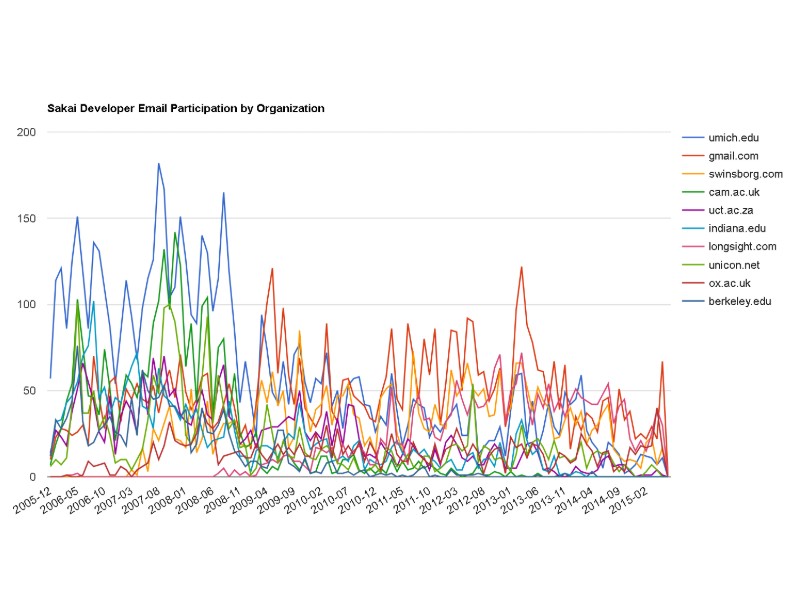 Sakai Developer Email Participation by Organization
200
150
100
50
0
umich.edu
gmail.com
swinsborg.com
cam.ac.uk
uct.ac.za
indiana.edu
longsight.com
unicon.net
ox.ac.uk
berkeley.edu
2005-12
2006-05
2006-10
2007-03
2007-08
2008-01
2008-06
2008-11
2009-04
2009-09
2010-02
2010-07
2010-12
2011-05
2011-10
2012-03
2012-08
2013-01
2013-06
2013-11
2014-04
2014-09
2015-02